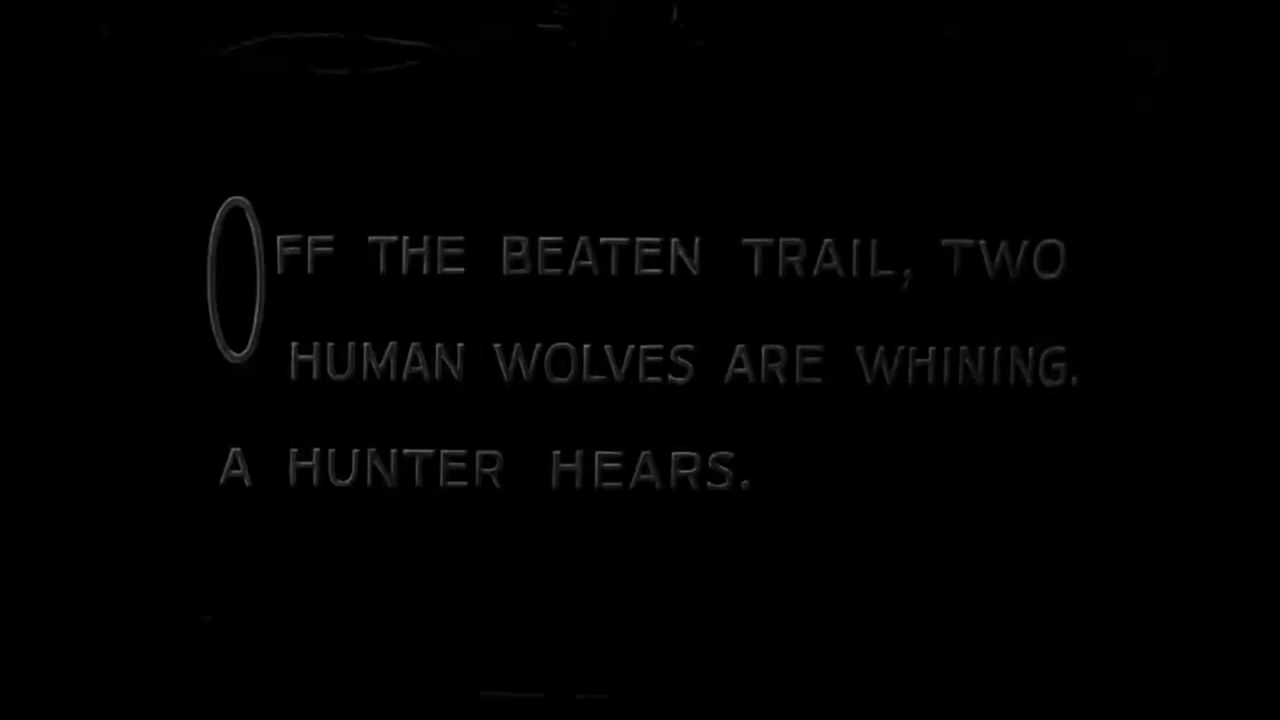 OFF THE BEATEN TRAIL, TWO
HUMAN WOLVES ARE WHINING.
A HUNTER HEARS.